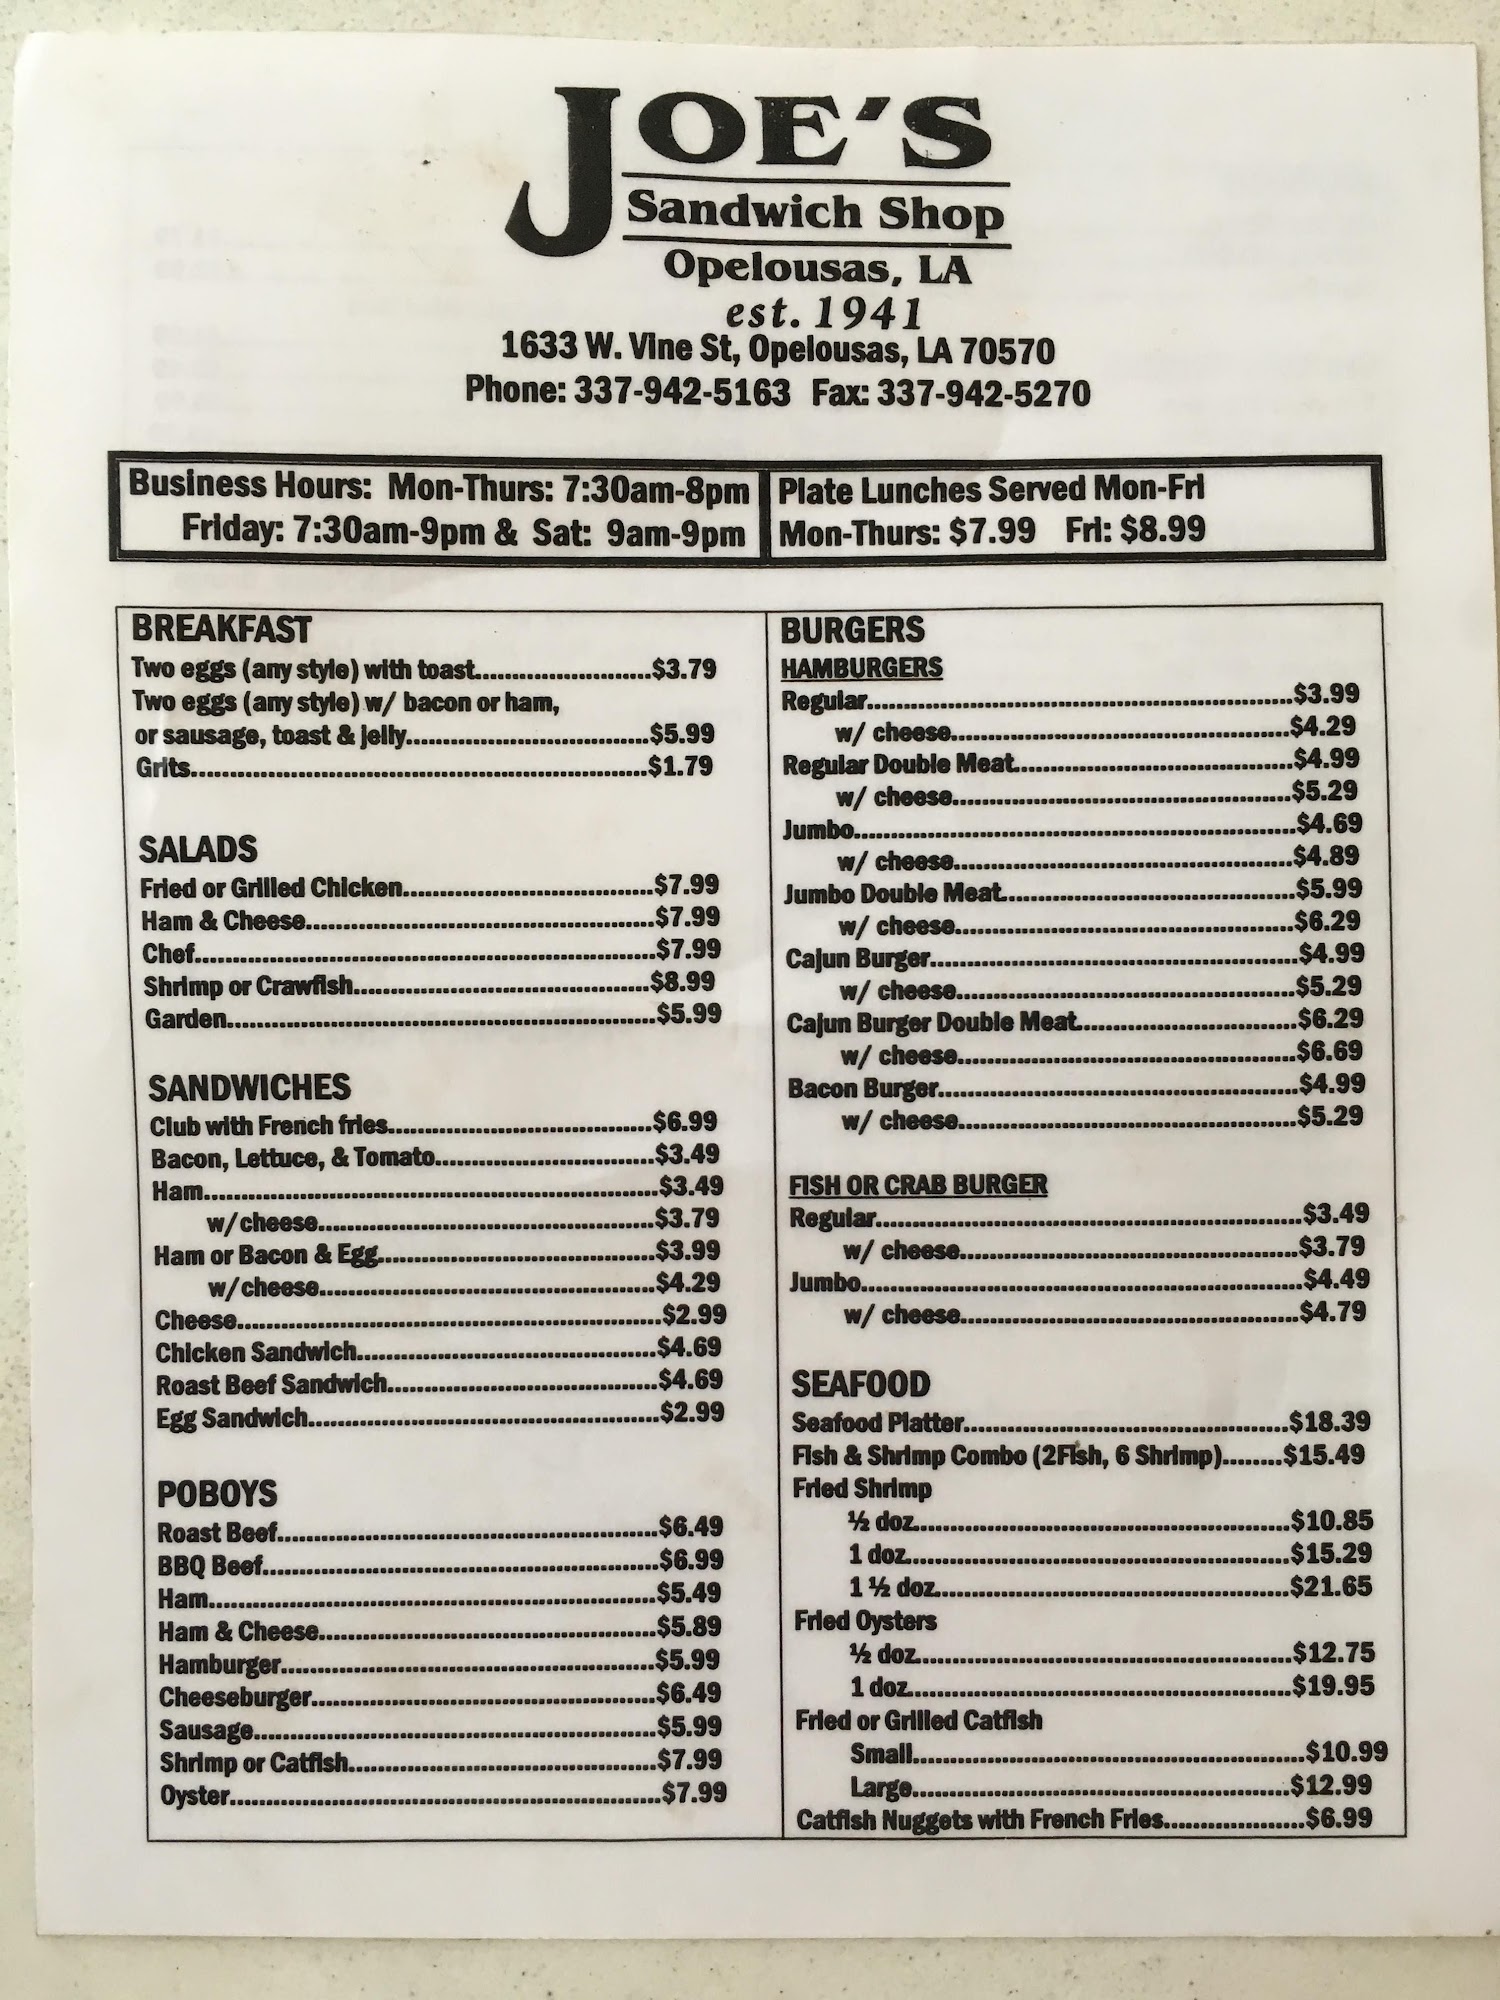 JOE'S
Sandwich Shop
Opelousas, LA
est. 1941
1633 W. Vine St, Opelousas, LA 70570
Phone: 337-942-5163 Fax: 337-942-5270
Business Hours: Mon-Thurs: 7:30am-8pm
Friday: 7:30am-9pm & Sat: 9am-9pm
Plate Lunches Served Mon-Fri
Mon-Thurs: $7.99 Fri: $8.99
BREAKFAST
Two eggs (any style) with toast........................$3.79
Two eggs (any style) w/ bacon or ham,
or sausage, toast & jelly.................................$5.99
Grits..............................................................$1.79
SALADS
Fried or Grilled Chicken..................................$7.99
Ham & Cheese...............................................$7.99
Chef..............................................................$7.99
Shrimp or Crawfish........................................$8.99
Garden..........................................................$5.99
SANDWICHES
Club with French fries....................................$6.99
Bacon, Lettuce, & Tomato..............................$3.49
Ham..............................................................$3.49
w/cheese..............................................$3.79
Ham or Bacon & Egg.....................................$3.99
w/cheese..............................................$4.29
Cheese..........................................................$2.99
Chicken Sandwich.........................................$4.69
Roast Beef Sandwich.....................................$4.69
Egg Sandwich................................................$2.99
POBOYS
Roast Beef....................................................$6.49
BBQ Beef......................................................$6.99
Ham..............................................................$5.49
Ham & Cheese..............................................$5.89
Hamburger...................................................$5.99
Cheeseburger...............................................$6.49
Sausage.......................................................$5.99
Shrimp or Catfish..........................................$7.99
Oyster...........................................................$7.99
BURGERS
HAMBURGERS
Regular.........................................................$3.99
w/ cheese..............................................$4.29
Regular Double Meat.....................................$4.99
w/ cheese..............................................$5.29
Jumbo...........................................................$4.69
w/ cheese..............................................$4.89
Jumbo Double Meat.......................................$5.99
w/ cheese..............................................$6.29
Cajun Burger.................................................$4.99
w/ cheese..............................................$5.29
Cajun Burger Double Meat.............................$6.29
w/ cheese..............................................$6.69
Bacon Burger................................................$4.99
w/ cheese..............................................$5.29
FISH OR CRAB BURGER
Regular.........................................................$3.49
w/ cheese..............................................$3.79
Jumbo...........................................................$4.49
w/ cheese..............................................$4.79
SEAFOOD
Seafood Platter............................................$18.39
Fish & Shrimp Combo (2Fish, 6 Shrimp)........$15.49
Fried Shrimp
½ doz...................................................$10.85
1 doz....................................................$15.29
1 ½ doz................................................$21.65
Fried Oysters
½ doz...................................................$12.75
1 doz....................................................$19.95
Fried or Grilled Catfish
Small.....................................................$10.99
Large...................................................$12.99
Catfish Nuggets with French Fries...................$6.99